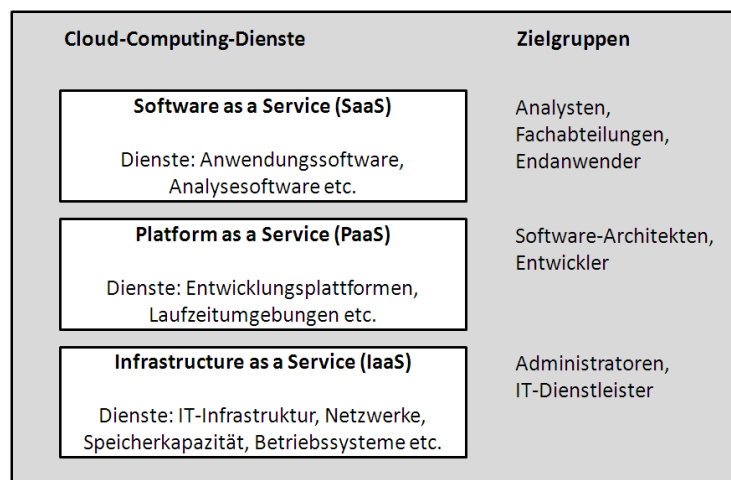 Cloud-Computing-Dienste
Zielgruppen
Software as a Service (SaaS)
Dienste: Anwendungssoftware,
Analysesoftware etc.
Analysten,
Fachabteilungen,
Endanwender
Platform as a Service (PaaS)
Dienste: Entwicklungsplattformen,
Laufzeitumgebungen etc.
Software-Architekten,
Entwickler
Infrastructure as a Service (IaaS)
Dienste: IT-Infrastruktur, Netzwerke,
Speicherkapazität, Betriebssysteme etc.
Administratoren,
IT-Dienstleister